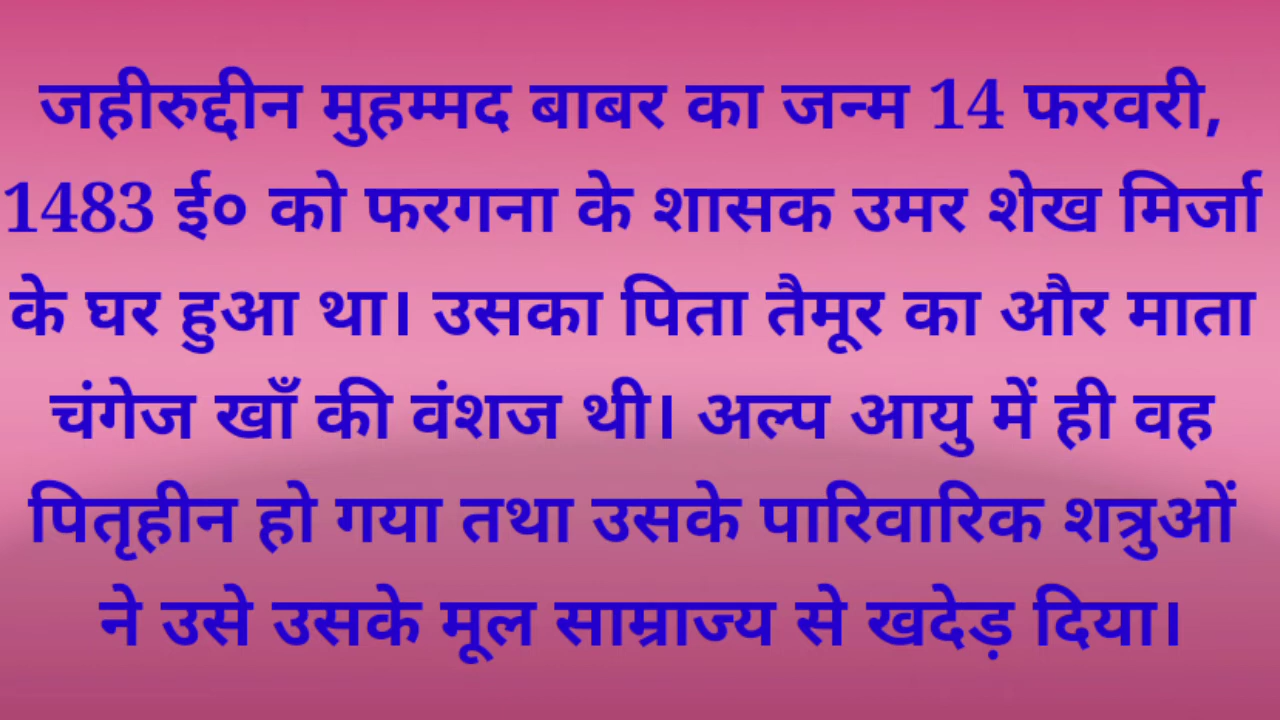 जहीरुद्दीन मुहम्मद बाबर का जन्म 14 फरवरी,
1483 ई० को फरगना के शासक उमर शेख मिर्जा
के घर हुआ था। उसका पिता तैमूर का और माता
चंगेज खाँ की वंशज थी। अल्प आयु में ही वह
पितृहीन हो गया तथा उसके पारिवारिक शत्रुओं
ने उसे उसके मूल साम्राज्य से खदेड़ दिया।